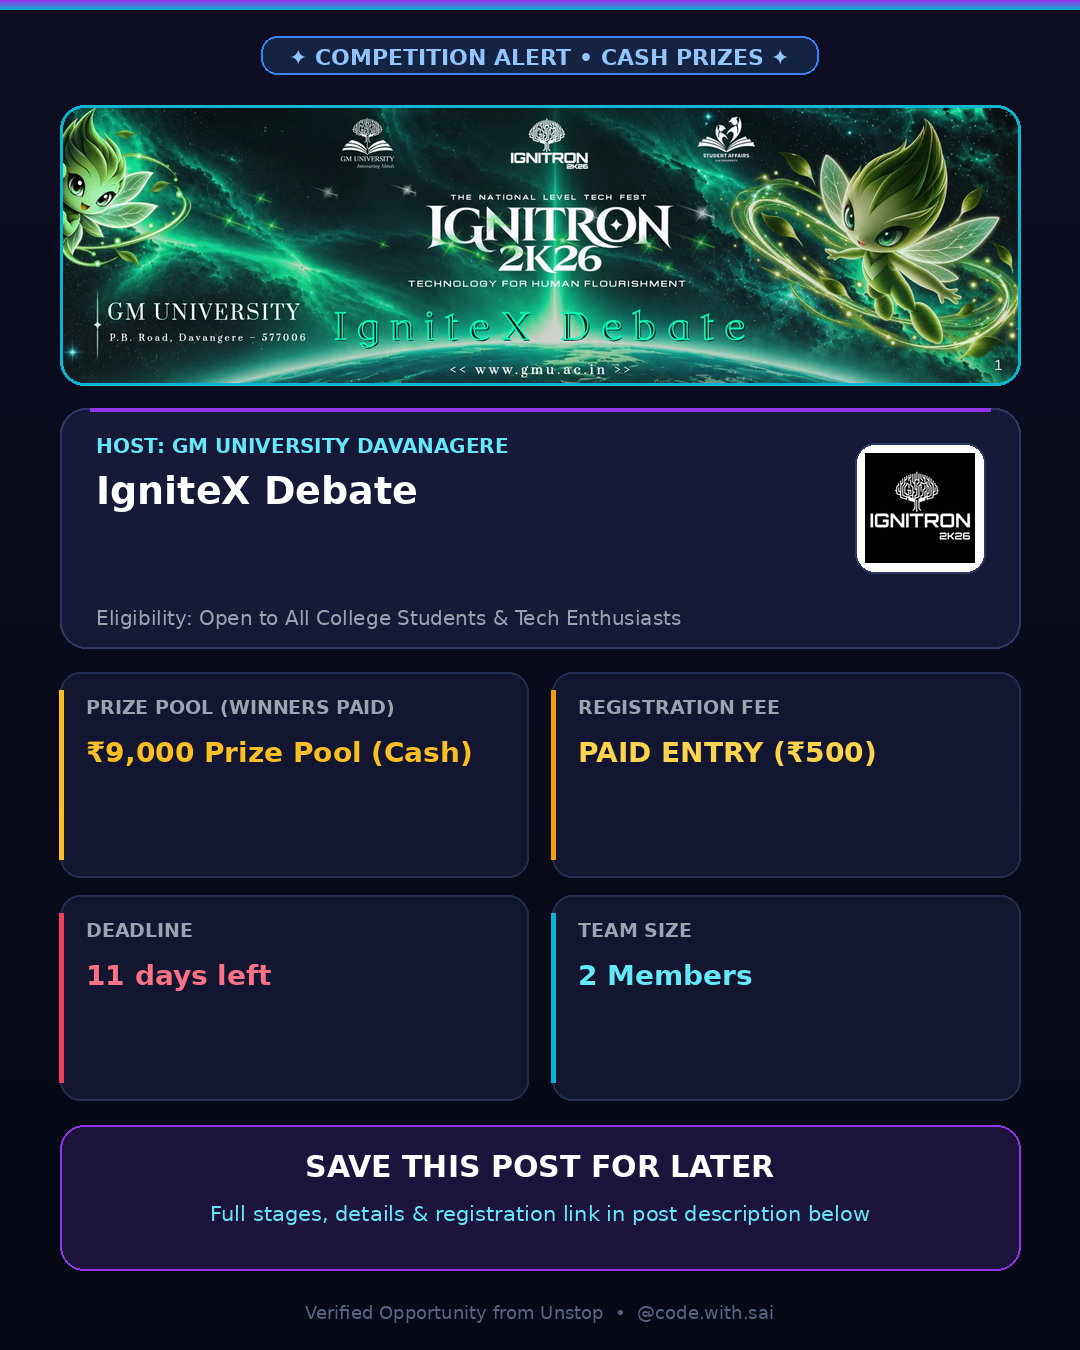 ✦ COMPETITION ALERT • CASH PRIZES ✦
GM UNIVERSITY
Innovating Minds
IGNITRON
2K26
STUDENT AFFAIRS
THE NATIONAL LEVEL TECH FEST
IGNITRON
2K26
TECHNOLOGY FOR HUMAN FLOURISHMENT
GM UNIVERSITY
P.B. Road, Davangere – 577006
IgniteX Debate
<< www.gmu.ac.in >>
1
HOST: GM UNIVERSITY DAVANAGERE
IgniteX Debate
IGNITRON
2K26
Eligibility: Open to All College Students & Tech Enthusiasts
PRIZE POOL (WINNERS PAID)
₹9,000 Prize Pool (Cash)
REGISTRATION FEE
PAID ENTRY (₹500)
DEADLINE
11 days left
TEAM SIZE
2 Members
SAVE THIS POST FOR LATER
Full stages, details & registration link in post description below
Verified Opportunity from Unstop • @code.with.sai